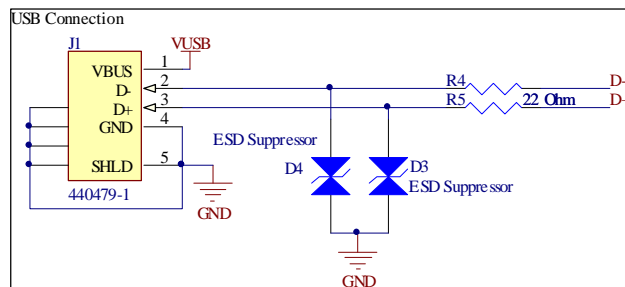 USB Connection
J1
VUSB
VBUS 1
D- 2
D+ 3
GND 4
SHLD 5
440479-1
GND
R4
R5
22 Ohm
D-
D-
ESD Suppressor
D4
D3
ESD Suppressor
GND